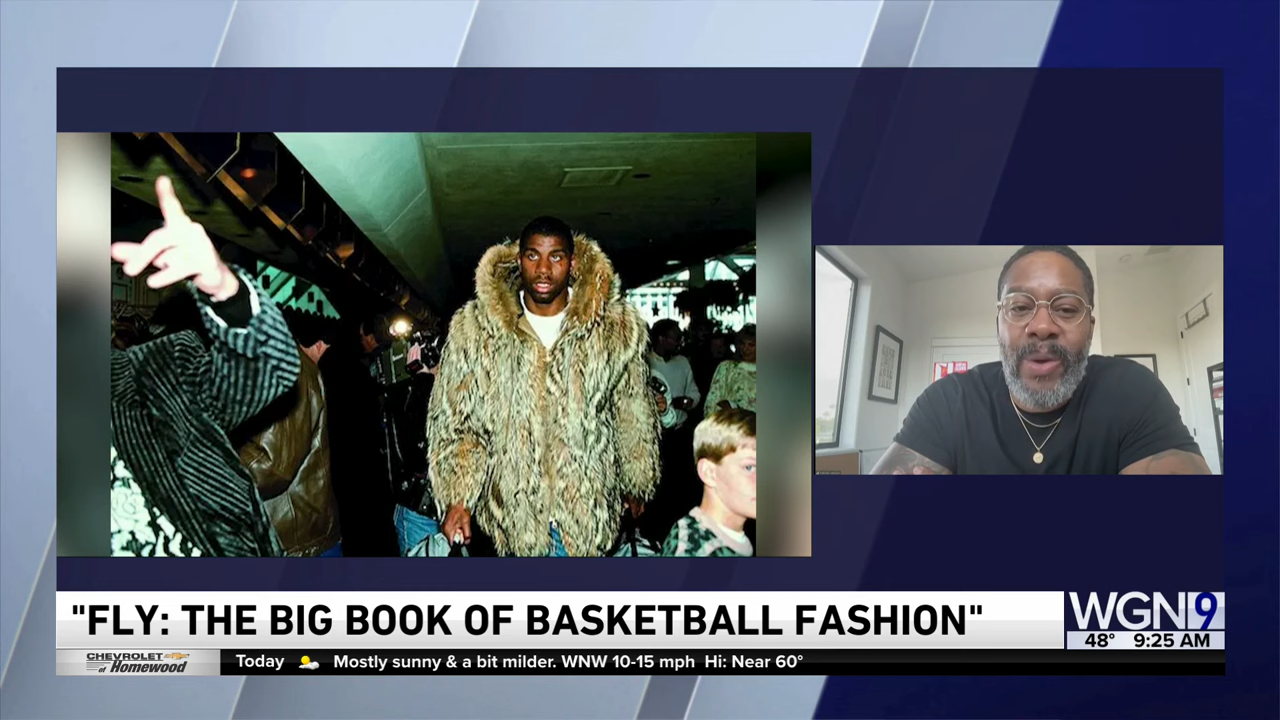 "FLY: THE BIG BOOK OF BASKETBALL FASHION"
WGN9
48° 9:25 AM
CHEVROLET
of Homewood
Today Mostly sunny & a bit milder. WNW 10-15 mph Hi: Near 60°